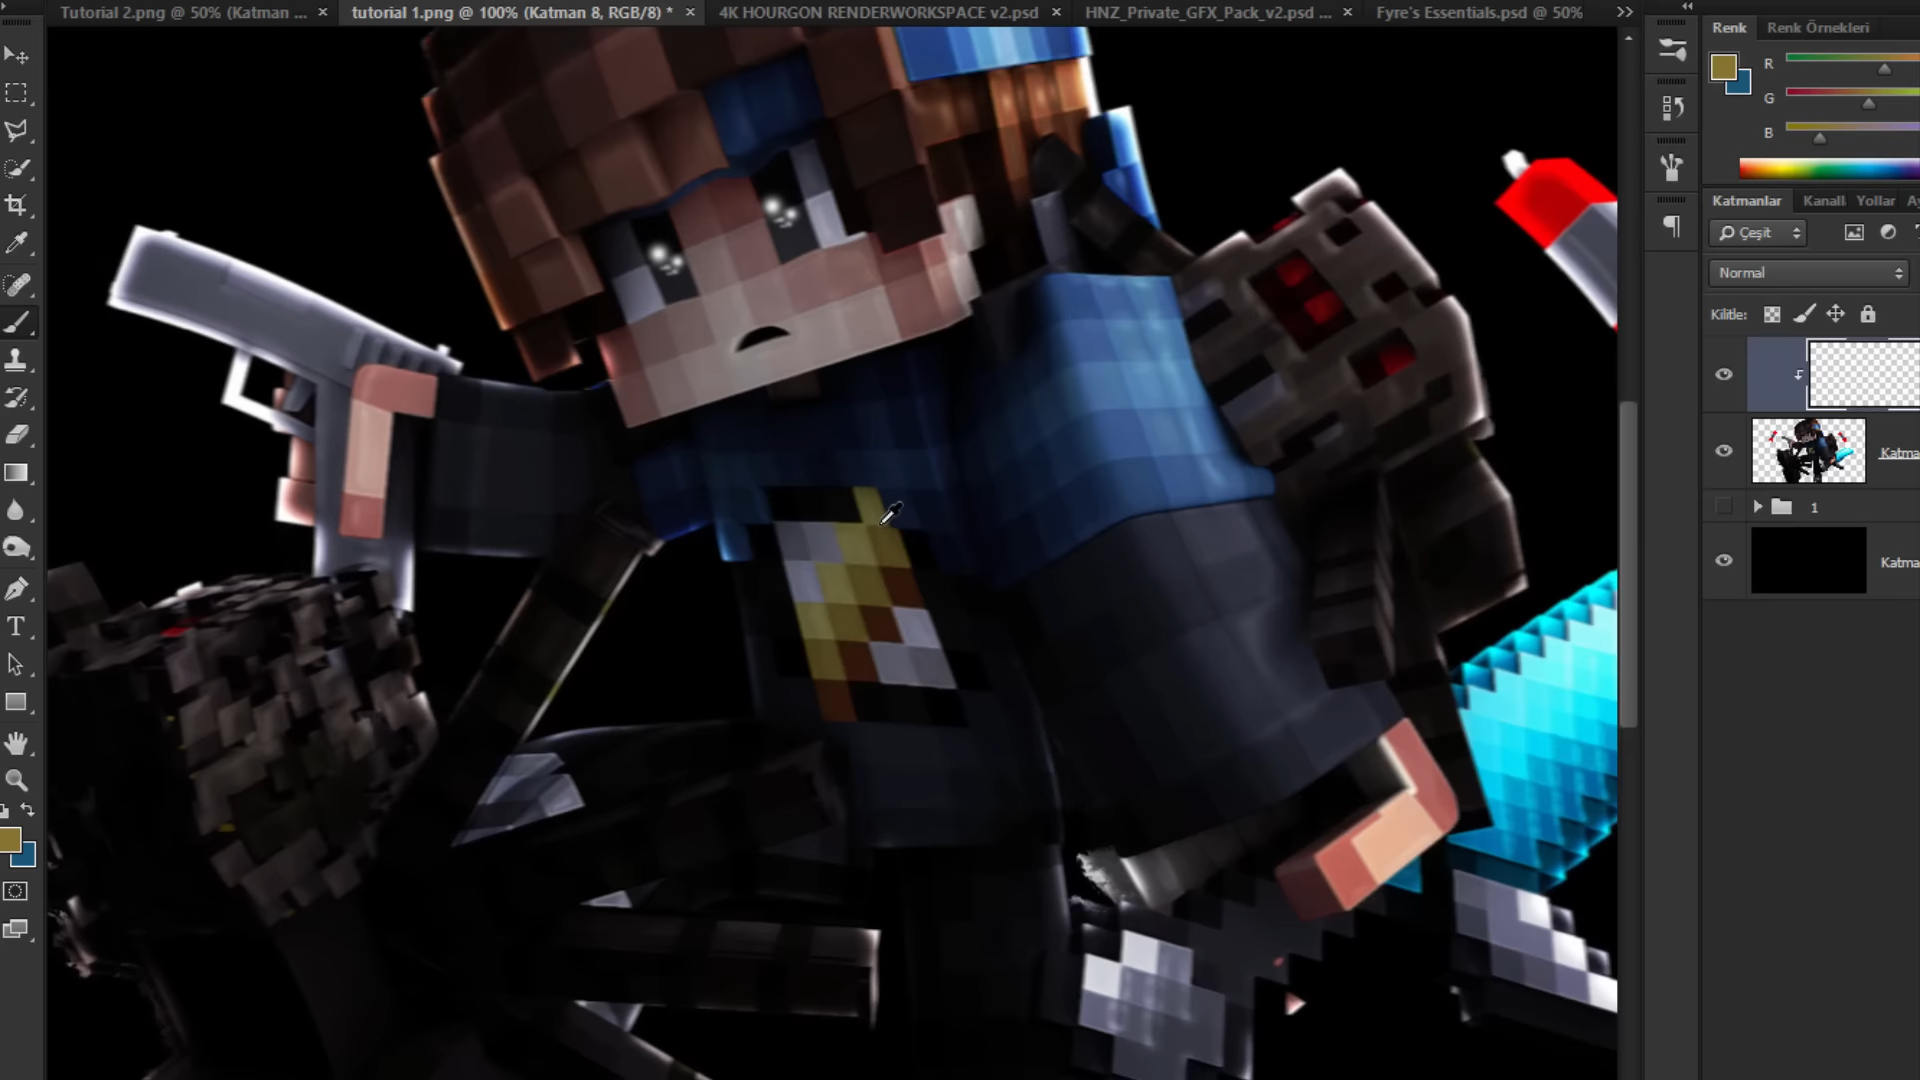 Tutorial 2.png @ 50% (Katman ...
tutorial 1.png @ 100% (Katman 8, RGB/8) *
4K HOURGON RENDERWORKSPACE v2.psd
HNZ_Private_GFX_Pack_v2.psd ...
Fyre's Essentials.psd @ 50%
Renk
Renk Örnekleri
R
G
B
Katmanlar
Kanall
Yollar
Ay
Çeşit
Normal
Kilitle:
Katma
1
Katma
T